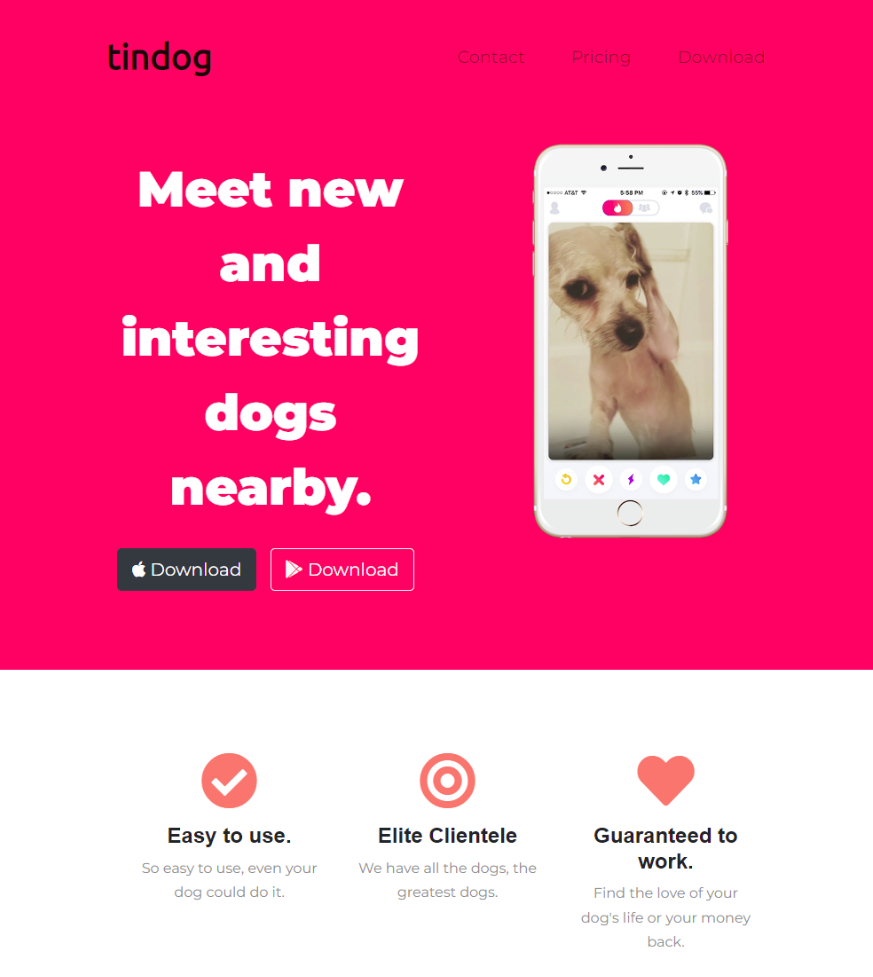 tindog
Contact Pricing Download
Meet new
and
interesting
dogs
nearby.
AT&T 5:58 PM 55%
Download Download
Easy to use.
So easy to use, even your
dog could do it.
Elite Clientele
We have all the dogs, the
greatest dogs.
Guaranteed to
work.
Find the love of your
dog's life or your money
back.